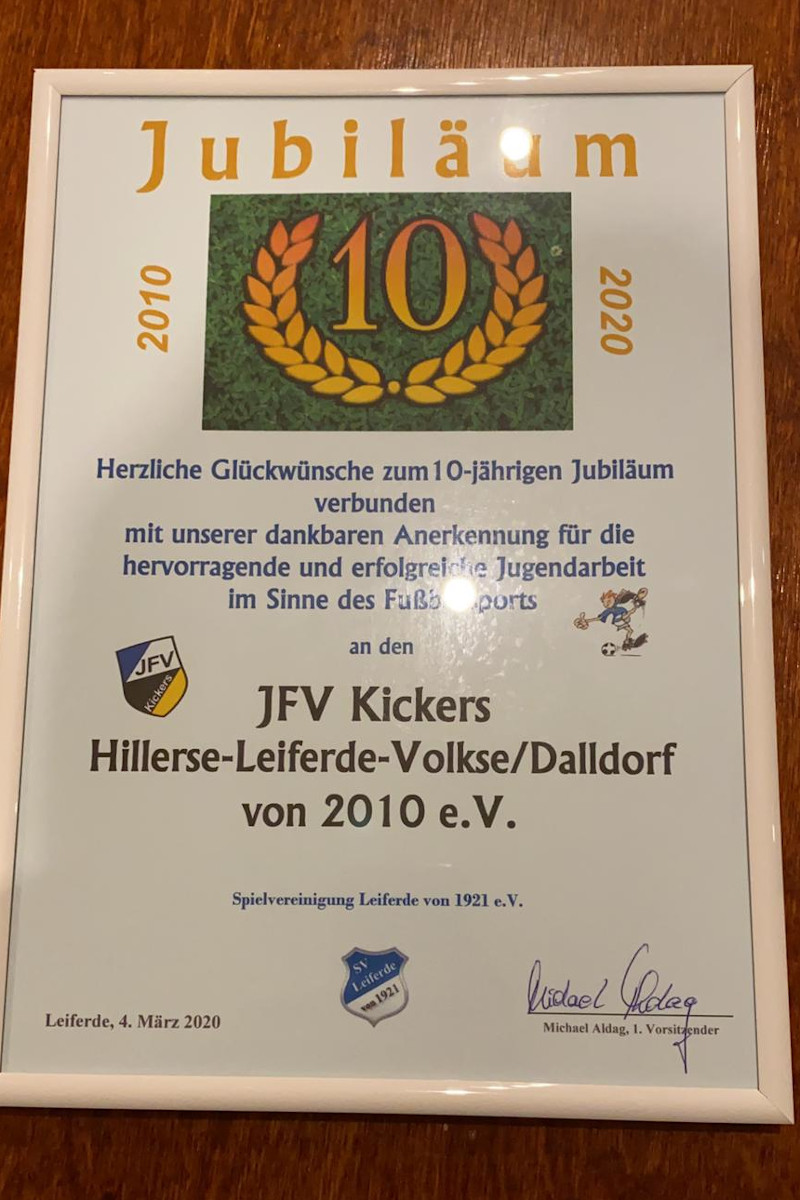 Jubiläum
2010
10
2020
Herzliche Glückwünsche zum 10-jährigen Jubiläum
verbunden
mit unserer dankbaren Anerkennung für die
hervorragende und erfolgreiche Jugendarbeit
im Sinne des Fußballsports
an den
JFV
Kickers
JFV Kickers
Hillerse-Leiferde-Volkse/Dalldorf
von 2010 e.V.
Spielvereinigung Leiferde von 1921 e.V.
SV
Leiferde
von 1921
Michael Aldag
Leiferde, 4. März 2020
Michael Aldag, 1. Vorsitzender